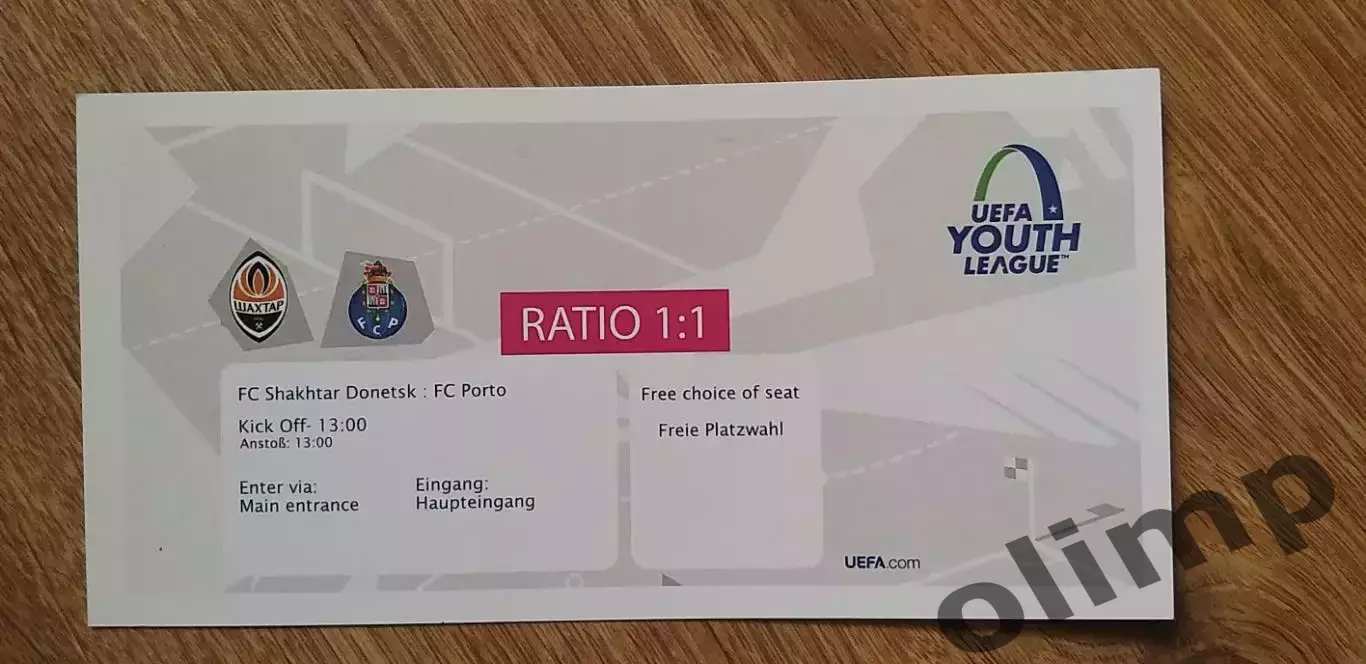 UEFA
YOUTH
LEAGUE™
ШАХТАР
FCP
RATIO 1:1
FC Shakhtar Donetsk : FC Porto
Kick Off- 13:00
Anstoß: 13:00
Enter via:
Main entrance
Eingang:
Haupteingang
Free choice of seat
Freie Platzwahl
UEFA.com
olimp